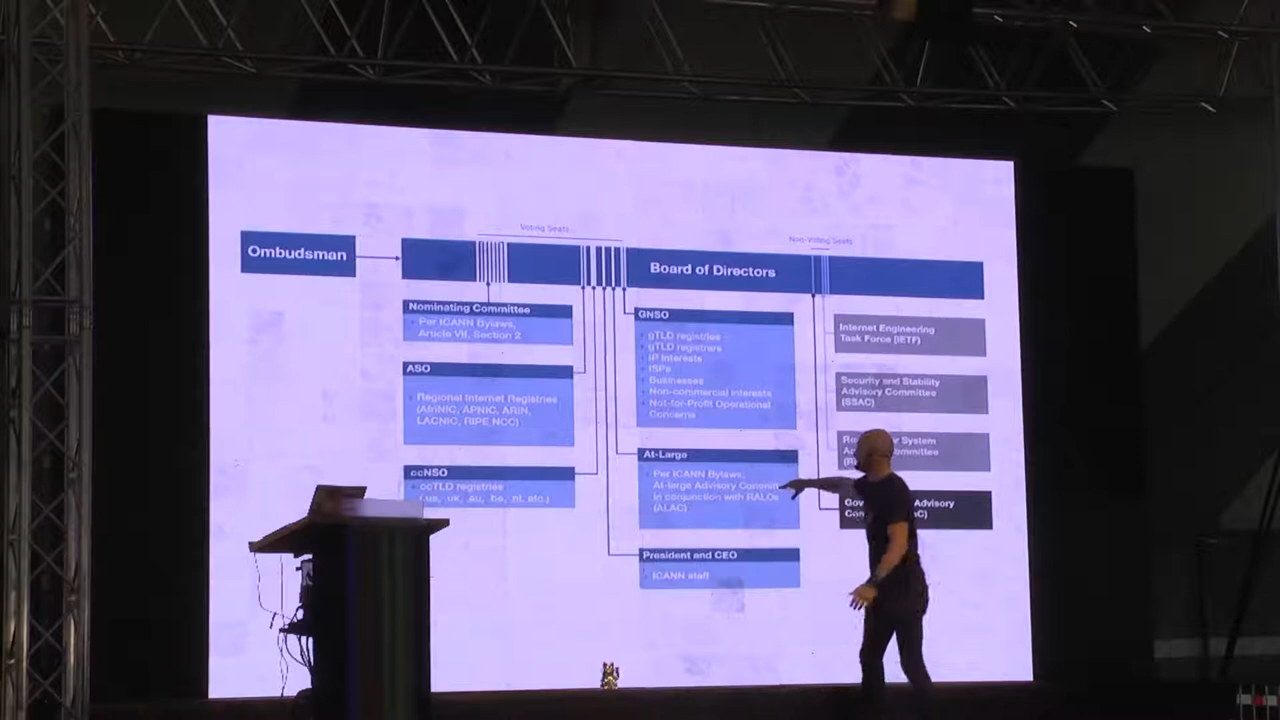 Voting Seats
Non-Voting Seats
Ombudsman
Board of Directors
Nominating Committee
Per ICANN Bylaws,
Article VII, Section 2
ASO
Regional Internet Registries
(AfriNIC, APNIC, ARIN,
LACNIC, RIPE NCC)
ccNSO
ccTLD registries
(.us, .uk, .au, .be, .nl, etc.)
GNSO
gTLD registries
gTLD registrars
IP Interests
ISPs
Businesses
Non-commercial Interests
Not-for-Profit Operational
Concerns
At-Large
Per ICANN Bylaws;
At-large Advisory
in conjunction with RALOs
(ALAC)
President and CEO
ICANN staff
Internet Engineering
Task Force (IETF)
Security and Stability
Advisory Committee
(SSAC)
System
Advisory